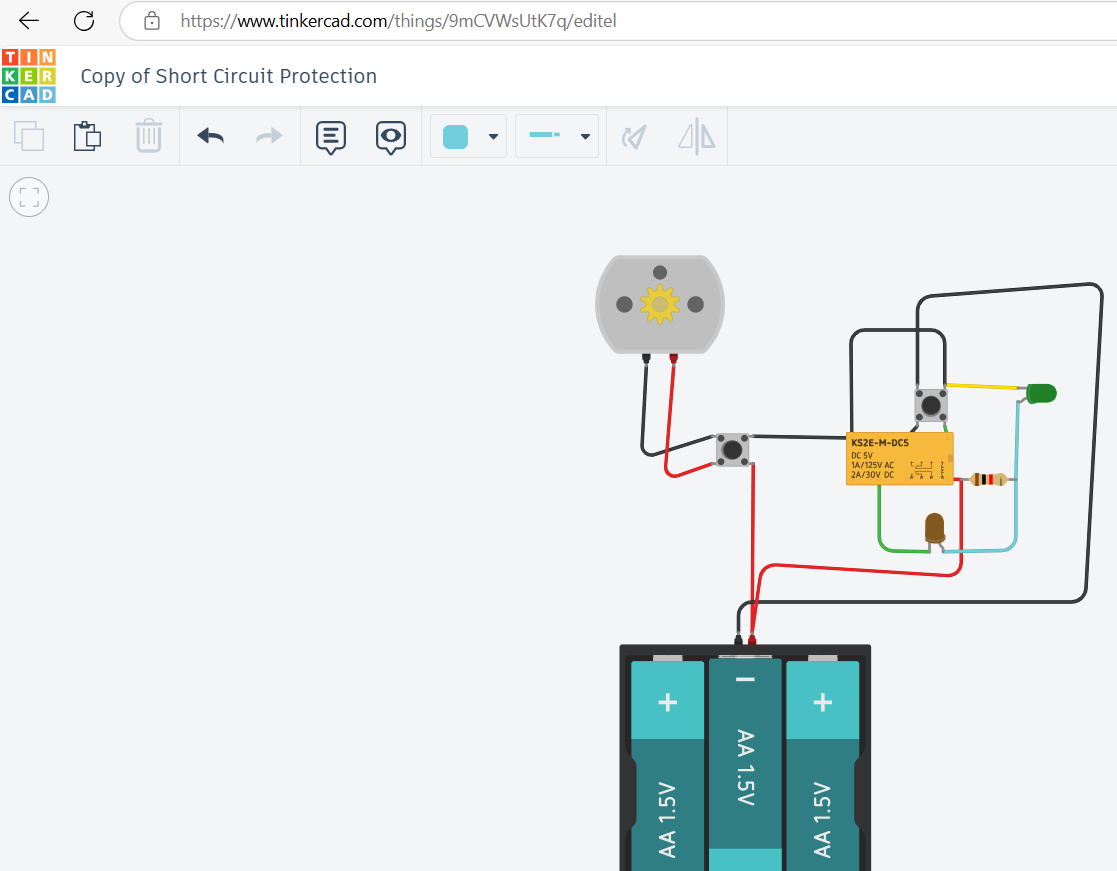 https://www.tinkercad.com/things/9mCVWsUtK7q/editel
TIN
KER
CAD
Copy of Short Circuit Protection
KS2E-M-DC5
DC 5V
1A/125V AC
2A/30V DC
+
+
AA 1.5V
AA 1.5V
AA 1.5V